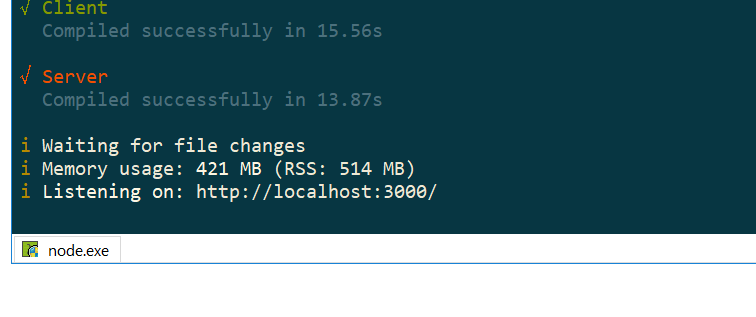 √ Client
Compiled successfully in 15.56s
√ Server
Compiled successfully in 13.87s
i Waiting for file changes
i Memory usage: 421 MB (RSS: 514 MB)
i Listening on: http://localhost:3000/
node.exe